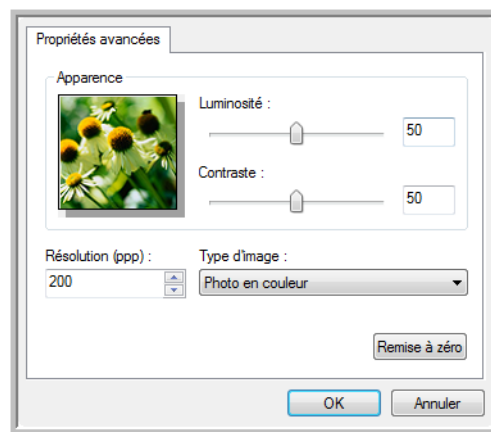 Propriétés avancées
Apparence
Luminosité :
50
Contraste :
50
Résolution (ppp) :
Type d'image :
200
Photo en couleur
Remise à zéro
OK
Annuler